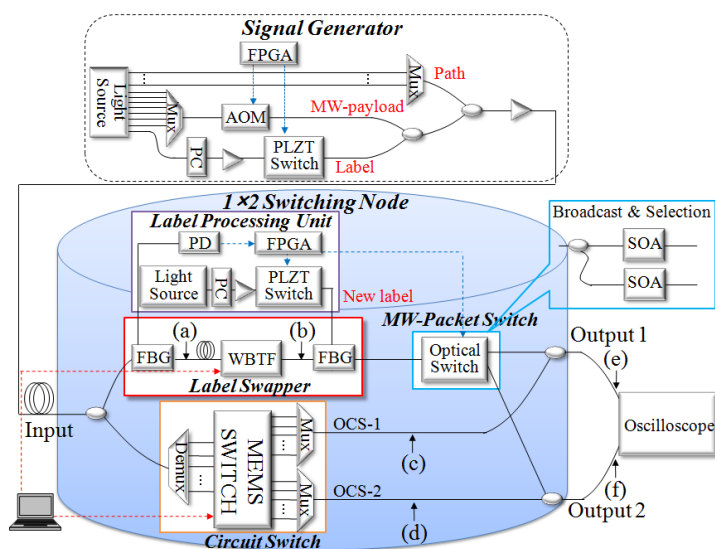 Signal Generator
FPGA
Light
Source
Mux
Mux
Path
MW-payload
AOM
PC
PLZT
Switch
Label
1×2 Switching Node
Label Processing Unit
PD
FPGA
Light
Source
PC
PLZT
Switch
New label
Broadcast & Selection
SOA
SOA
MW-Packet Switch
Optical
Switch
(a)
(b)
FBG
WBTF
FBG
Label Swapper
Output 1
(e)
Oscilloscope
Input
Demux
MEMS
SWITCH
Mux
Mux
OCS-1
(c)
OCS-2
(d)
(f)
Output 2
Circuit Switch